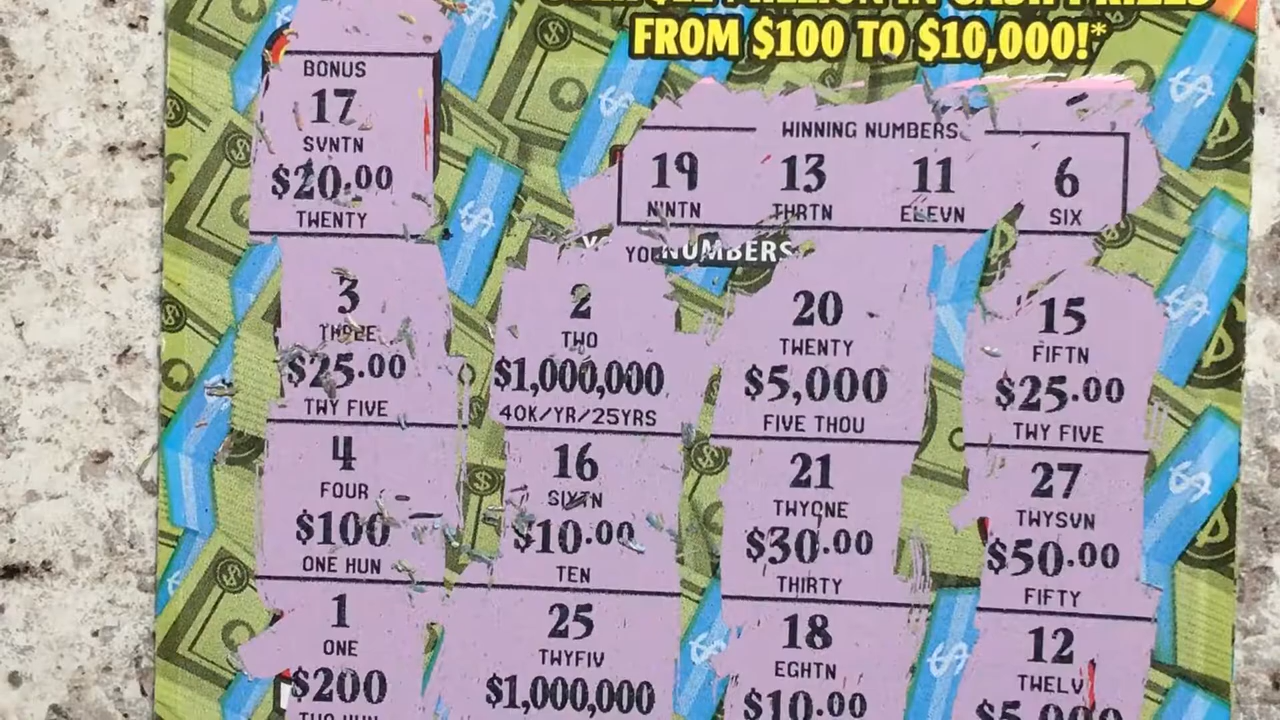 FROM $100 TO $10,000!*
BONUS
17
SVNTN
$20.00
TWENTY
WINNING NUMBERS
19 13 11 6
NINTN THRTN ELEVN SIX
NUMBERS
3 2 20 15
THREE TWO TWENTY FIFTN
$25.00 $1,000,000 $5,000 $25.00
TWY FIVE 40K/YR/25YRS FIVE THOU TWY FIVE
4 16 21 27
FOUR SIXTN TWYONE TWYSVN
$100 $10.00 $30.00 $50.00
ONE HUN TEN THIRTY FIFTY
1 25 18 12
ONE TWYFIV EGHTN TWELV
$200 $1,000,000 $10.00 $5,000